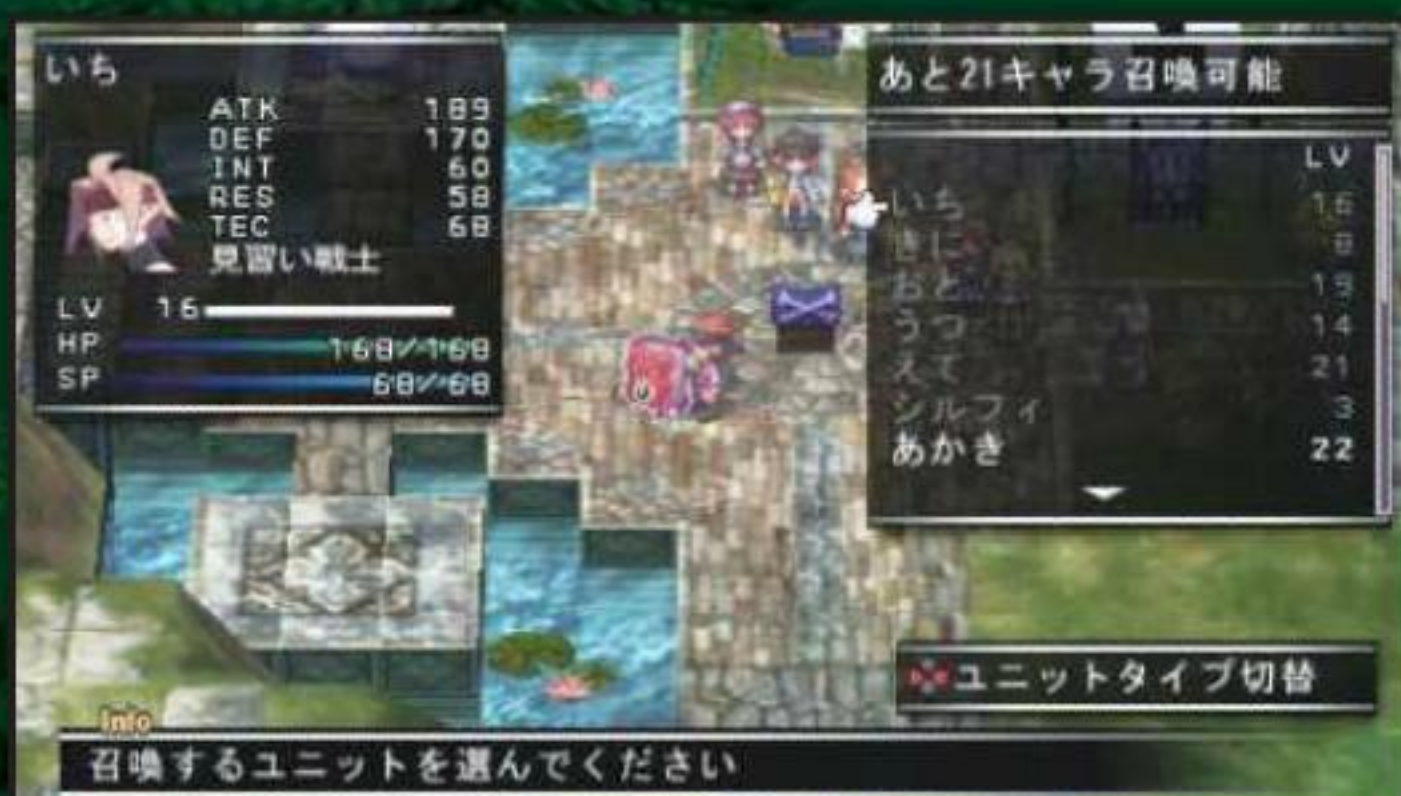 いち
ATK 189
DEF 170
INT 60
RES 58
TEC 68
見習い戦士
LV 16
HP 168/168
SP 68/68
あと21キャラ召喚可能
LV
いち 16
きに 8
おと 19
うつ 14
えて 21
シルフィ 3
あかき 22
ユニットタイプ切替
Info
召喚するユニットを選んでください